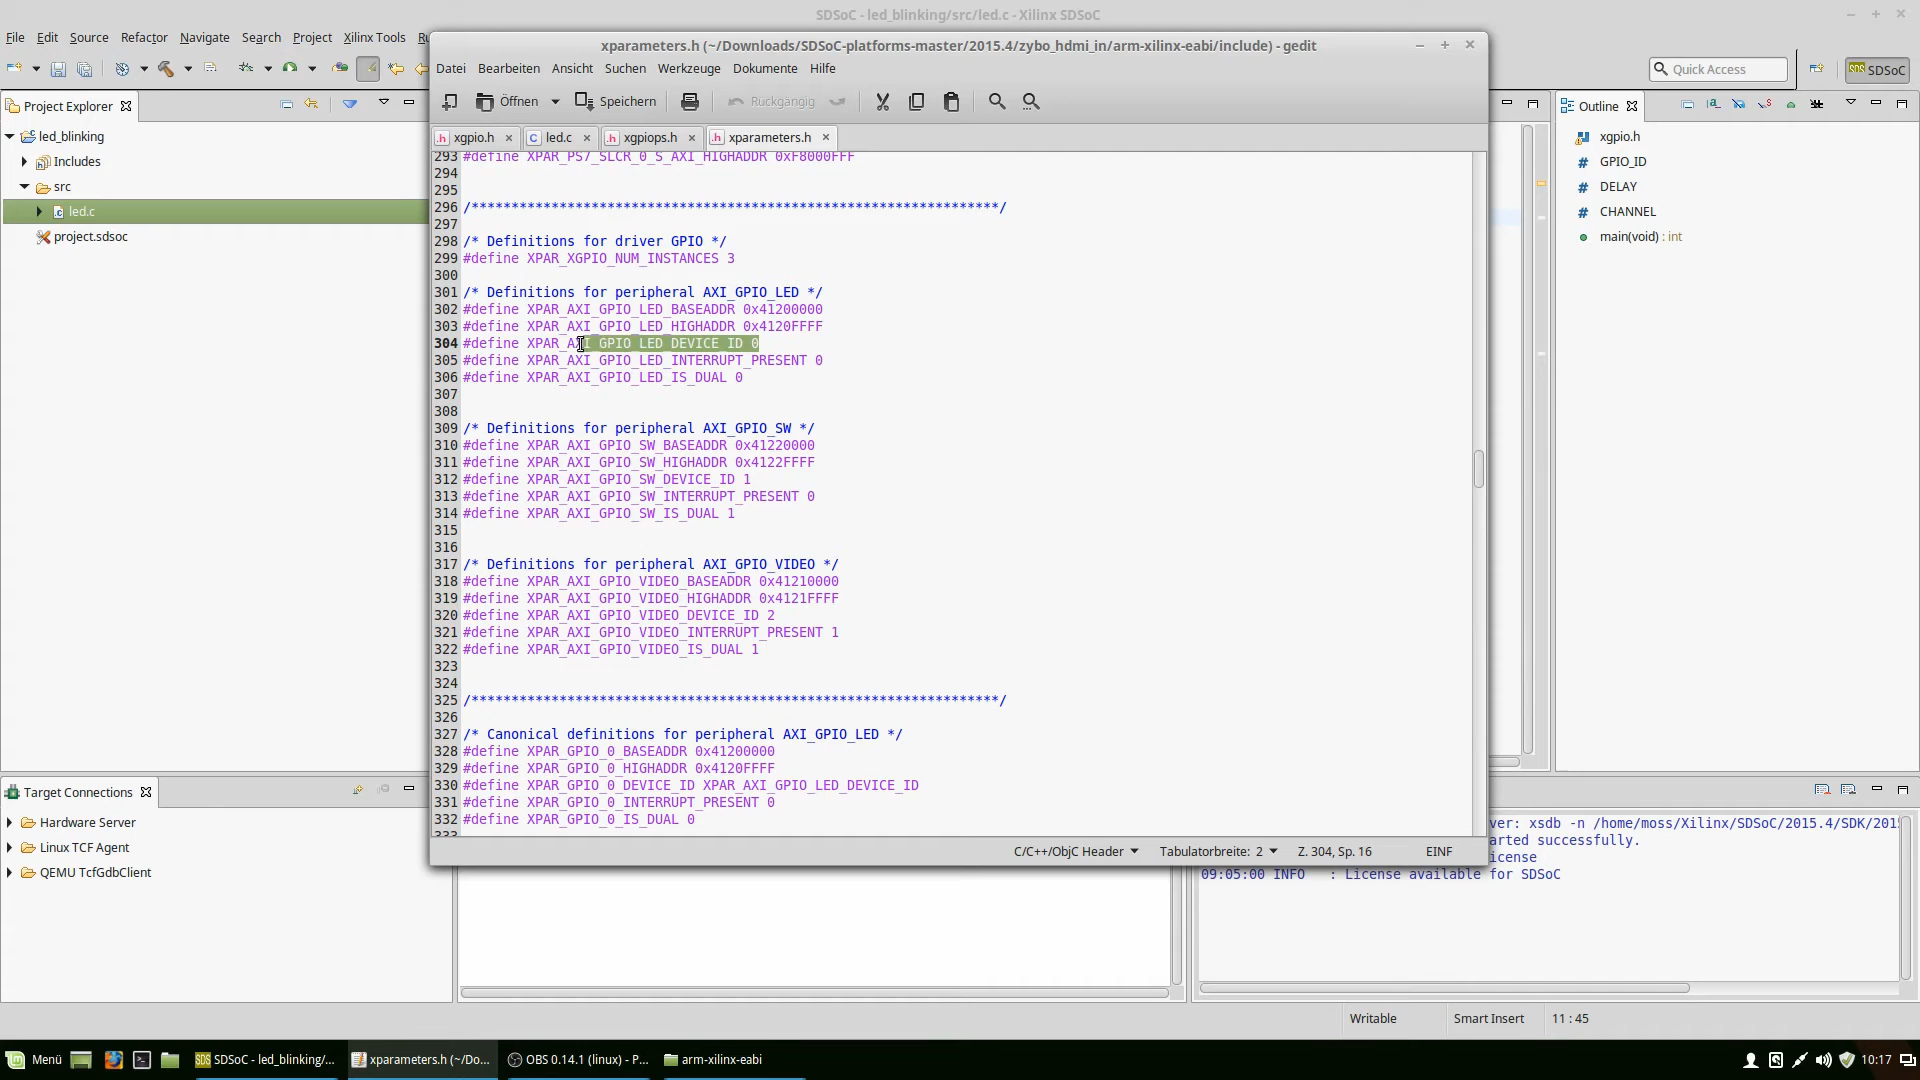 SDSoC - led_blinking/src/led.c - Xilinx SDSoC
File Edit Source Refactor Navigate Search Project Xilinx Tools
Quick Access
SDSoC
Project Explorer
led_blinking
Includes
src
led.c
project.sdsoc
xparameters.h (~/Downloads/SDSoC-platforms-master/2015.4/zybo_hdmi_in/arm-xilinx-eabi/include) - gedit
Datei Bearbeiten Ansicht Suchen Werkzeuge Dokumente Hilfe
Öffnen Speichern Rückgängig
xgpio.h led.c xgpiops.h xparameters.h
293 #define XPAR_PS7_SLCR_0_S_AXI_HIGHADDR 0xF8000FFF
294
295
296 /******************************************************************/
297
298 /* Definitions for driver GPIO */
299 #define XPAR_XGPIO_NUM_INSTANCES 3
300
301 /* Definitions for peripheral AXI_GPIO_LED */
302 #define XPAR_AXI_GPIO_LED_BASEADDR 0x41200000
303 #define XPAR_AXI_GPIO_LED_HIGHADDR 0x4120FFFF
304 #define XPAR_AXI_GPIO_LED_DEVICE_ID 0
305 #define XPAR_AXI_GPIO_LED_INTERRUPT_PRESENT 0
306 #define XPAR_AXI_GPIO_LED_IS_DUAL 0
307
308
309 /* Definitions for peripheral AXI_GPIO_SW */
310 #define XPAR_AXI_GPIO_SW_BASEADDR 0x41220000
311 #define XPAR_AXI_GPIO_SW_HIGHADDR 0x4122FFFF
312 #define XPAR_AXI_GPIO_SW_DEVICE_ID 1
313 #define XPAR_AXI_GPIO_SW_INTERRUPT_PRESENT 0
314 #define XPAR_AXI_GPIO_SW_IS_DUAL 1
315
316
317 /* Definitions for peripheral AXI_GPIO_VIDEO */
318 #define XPAR_AXI_GPIO_VIDEO_BASEADDR 0x41210000
319 #define XPAR_AXI_GPIO_VIDEO_HIGHADDR 0x4121FFFF
320 #define XPAR_AXI_GPIO_VIDEO_DEVICE_ID 2
321 #define XPAR_AXI_GPIO_VIDEO_INTERRUPT_PRESENT 1
322 #define XPAR_AXI_GPIO_VIDEO_IS_DUAL 1
323
324
325 /******************************************************************/
326
327 /* Canonical definitions for peripheral AXI_GPIO_LED */
328 #define XPAR_GPIO_0_BASEADDR 0x41200000
329 #define XPAR_GPIO_0_HIGHADDR 0x4120FFFF
330 #define XPAR_GPIO_0_DEVICE_ID XPAR_AXI_GPIO_LED_DEVICE_ID
331 #define XPAR_GPIO_0_INTERRUPT_PRESENT 0
332 #define XPAR_GPIO_0_IS_DUAL 0
C/C++/ObjC Header Tabulatorbreite: 2 Z. 304, Sp. 16 EINF
Outline
xgpio.h
GPIO_ID
DELAY
CHANNEL
main(void) : int
Target Connections
Hardware Server
Linux TCF Agent
QEMU TcfGdbClient
ver: xsdb -n /home/moss/Xilinx/SDSoC/2015.4/SDK/201
arted successfully.
icense
09:05:00 INFO : License available for SDSoC
Writable Smart Insert 11 : 45
Menü SDSoC - led_blinking/... xparameters.h (~/Do... OBS 0.14.1 (linux) - P... arm-xilinx-eabi 10:17